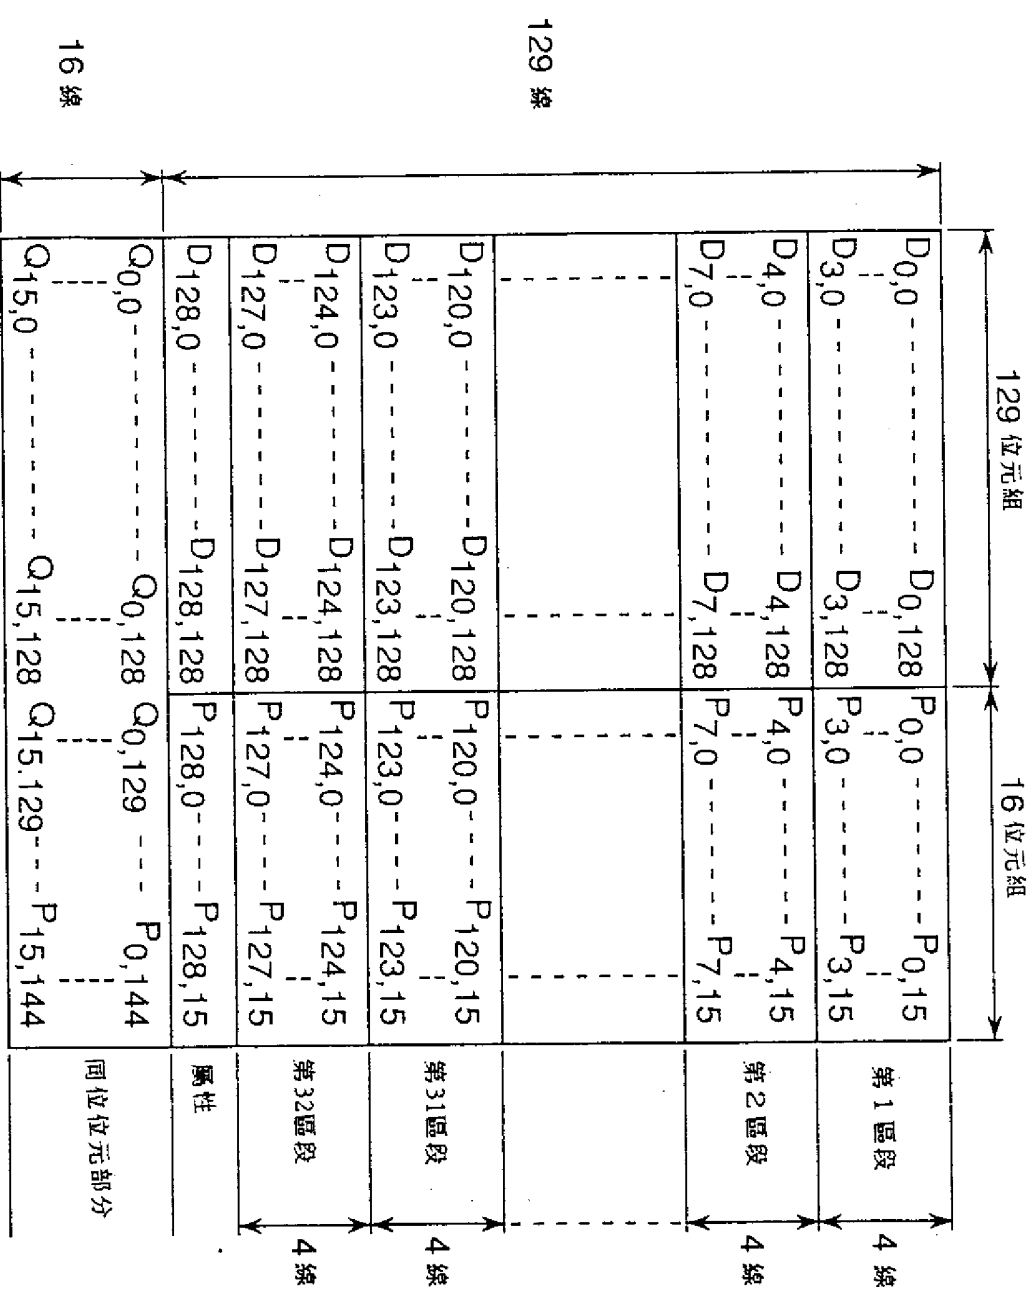 129 位元組 16 位元組
D0,0 --------- D0,128 P0,0 ------ P0,15
D3,0 --------- D3,128 P3,0 ------ P3,15
第1區段 4 線
D4,0 --------- D4,128 P4,0 ------ P4,15
D7,0 --------- D7,128 P7,0 ------ P7,15
第2區段 4 線
129 線
D120,0 --------- D120,128 P120,0 ---- P120,15
D123,0 --------- D123,128 P123,0 ---- P123,15
第31區段 4 線
D124,0 --------- D124,128 P124,0 ---- P124,15
D127,0 --------- D127,128 P127,0 ---- P127,15
第32區段 4 線
D128,0 --------- D128,128 P128,0 ---- P128,15
屬性
16 線
Q0,0 --------- Q0,128 Q0,129 --- P0,144
Q15,0 --------- Q15,128 Q15.129 --- P15,144
同位位元部分